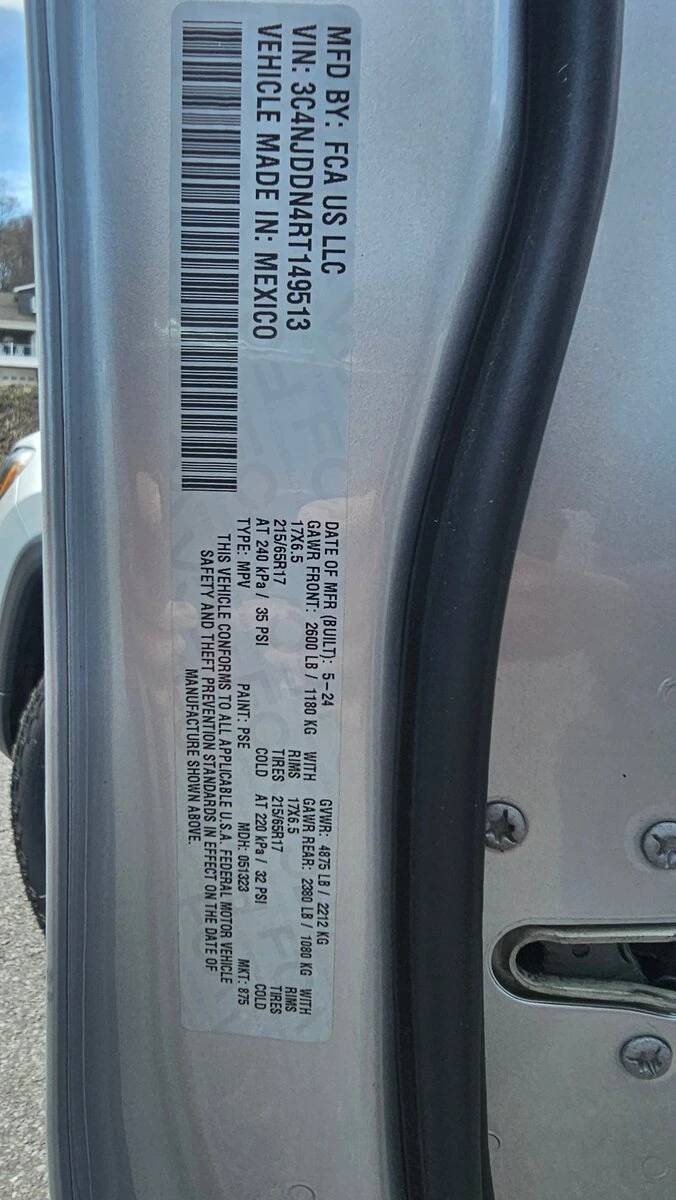 MFD BY: FCA US LLC
VIN: 3C4NJDDN4RT149513
VEHICLE MADE IN: MEXICO
DATE OF MFR (BUILT): 5-24 GVWR: 4875 LB / 2212 KG
GAWR FRONT: 2600 LB / 1180 KG WITH GAWR REAR: 2380 LB / 1080 KG WITH
17X6.5 RIMS 17X6.5 RIMS
215/65R17 TIRES 215/65R17 TIRES
AT 240 kPa / 35 PSI COLD AT 220 kPa / 32 PSI COLD
TYPE: MPV PAINT: PSE MDH: 051323 MKT: 875
THIS VEHICLE CONFORMS TO ALL APPLICABLE U.S.A. FEDERAL MOTOR VEHICLE
SAFETY AND THEFT PREVENTION STANDARDS IN EFFECT ON THE DATE OF
MANUFACTURE SHOWN ABOVE.